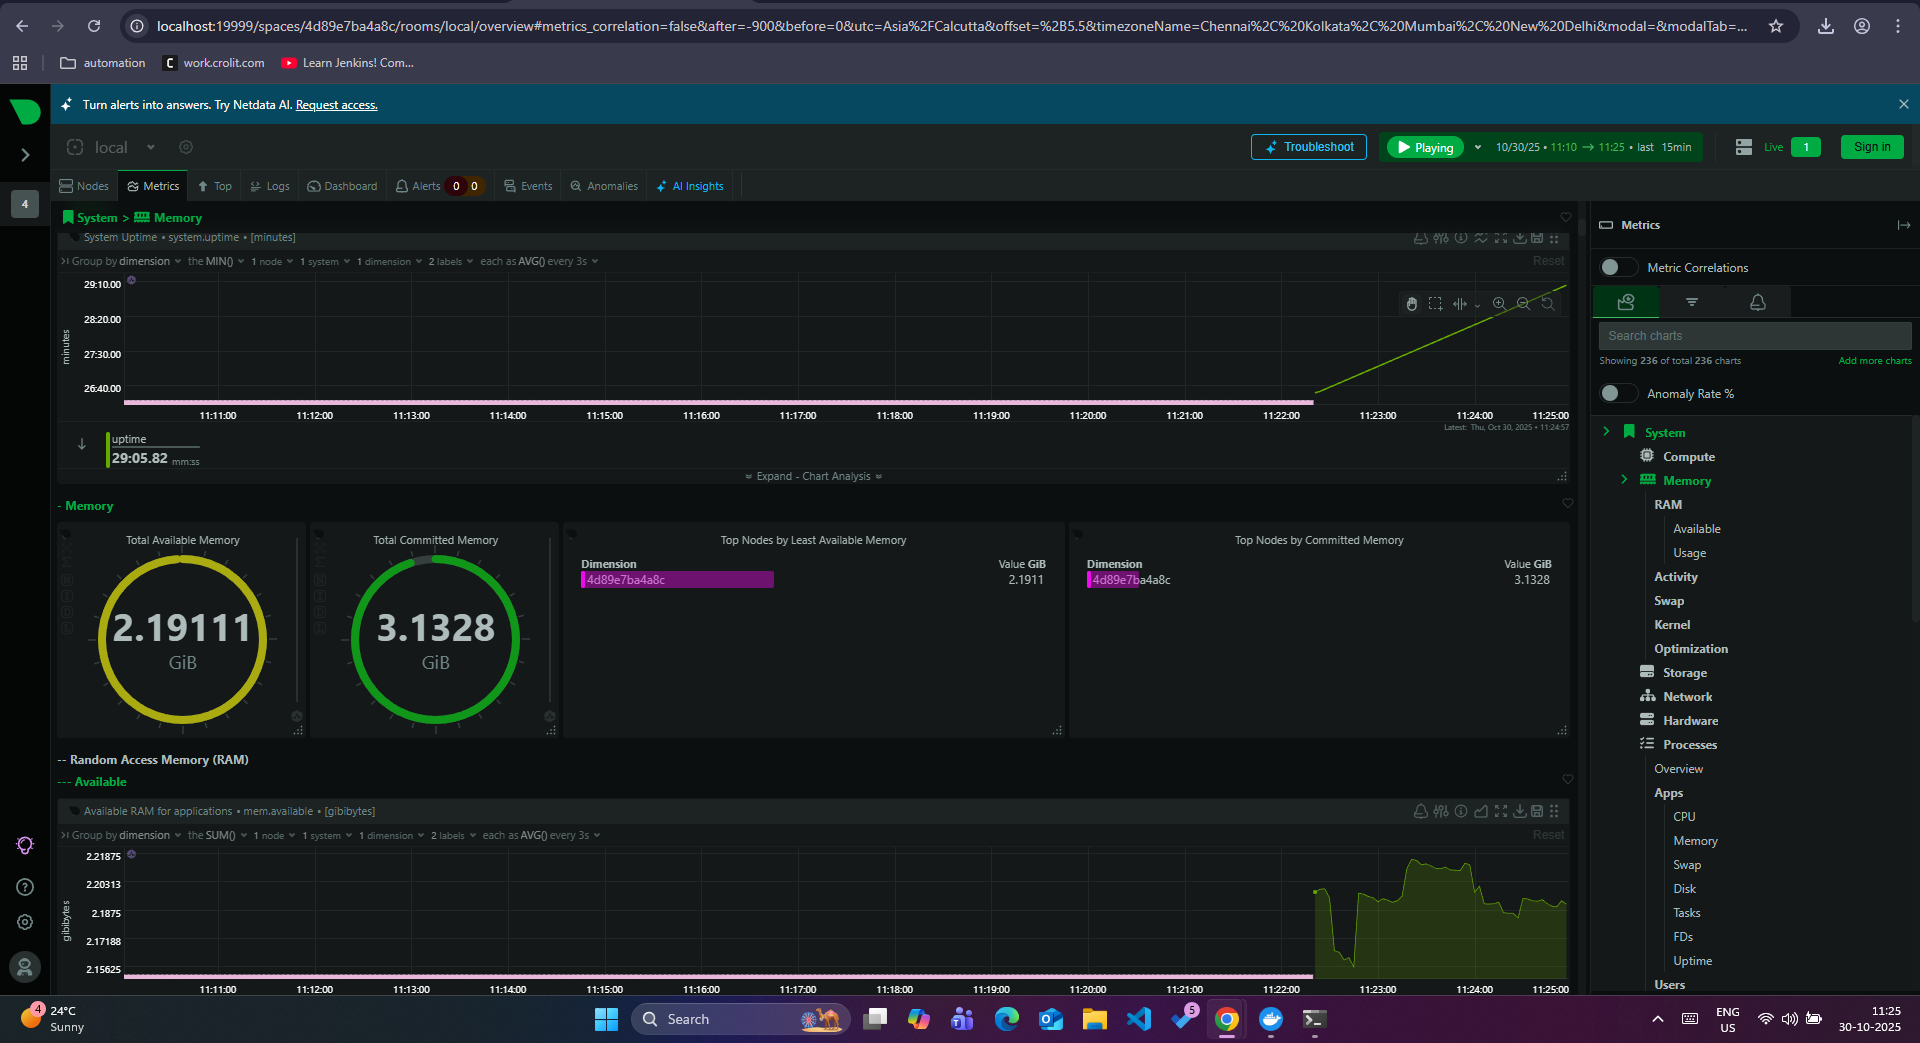 localhost:19999/spaces/4d89e7ba4a8c/rooms/local/overview#metrics_correlation=false&after=-900&before=0&utc=Asia%2FCalcutta&offset=%2B5.5&timezoneName=Chennai%2C%20Kolkata%2C%20Mumbai%2C%20New%20Delhi&modal=&modalTab=...
automation
work.crolit.com
Learn Jenkins! Com...
Turn alerts into answers. Try Netdata AI. Request access.
local
Troubleshoot
Playing
10/30/25 • 11:10 → 11:25 • last 15min
Live 1
Sign in
4
Nodes
Metrics
Top
Logs
Dashboard
Alerts 0 0
Events
Anomalies
AI Insights
System > Memory
System Uptime • system.uptime • [minutes]
Group by dimension the MIN() 1 node 1 system 1 dimension 2 labels each as AVG() every 3s
Reset
minutes
29:10.00
28:20.00
27:30.00
26:40.00
11:11:00 11:12:00 11:13:00 11:14:00 11:15:00 11:16:00 11:17:00 11:18:00 11:19:00 11:20:00 11:21:00 11:22:00 11:23:00 11:24:00 11:25:00
Latest: Thu, Oct 30, 2025 • 11:24:57
uptime
29:05.82 mm:ss
Expand - Chart Analysis
- Memory
Total Available Memory
2.19111
GiB
Total Committed Memory
3.1328
GiB
Top Nodes by Least Available Memory
Dimension Value GiB
4d89e7ba4a8c 2.1911
Top Nodes by Committed Memory
Dimension Value GiB
4d89e7ba4a8c 3.1328
-- Random Access Memory (RAM)
--- Available
Available RAM for applications • mem.available • [gibibytes]
Group by dimension the SUM() 1 node 1 system 1 dimension 2 labels each as AVG() every 3s
Reset
gibibytes
2.21875
2.20313
2.1875
2.17188
2.15625
11:11:00 11:12:00 11:13:00 11:14:00 11:15:00 11:16:00 11:17:00 11:18:00 11:19:00 11:20:00 11:21:00 11:22:00 11:23:00 11:24:00 11:25:00
Metrics
Metric Correlations
Search charts
Showing 236 of total 236 charts
Add more charts
Anomaly Rate %
System
Compute
Memory
RAM
Available
Usage
Activity
Swap
Kernel
Optimization
Storage
Network
Hardware
Processes
Overview
Apps
CPU
Memory
Swap
Disk
Tasks
FDs
Uptime
Users
4
24°C
Sunny
Search
5
ENG
US
11:25
30-10-2025